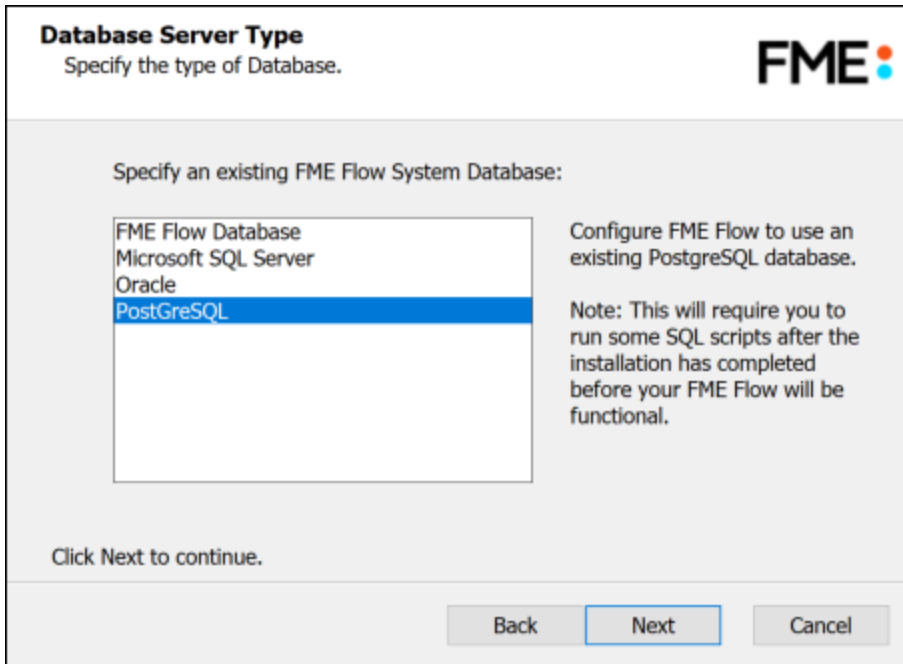 Database Server Type
Specify the type of Database.
FME
Specify an existing FME Flow System Database:
FME Flow Database
Microsoft SQL Server
Oracle
PostGreSQL
Configure FME Flow to use an
existing PostgreSQL database.
Note: This will require you to
run some SQL scripts after the
installation has completed
before your FME Flow will be
functional.
Click Next to continue.
Back
Next
Cancel